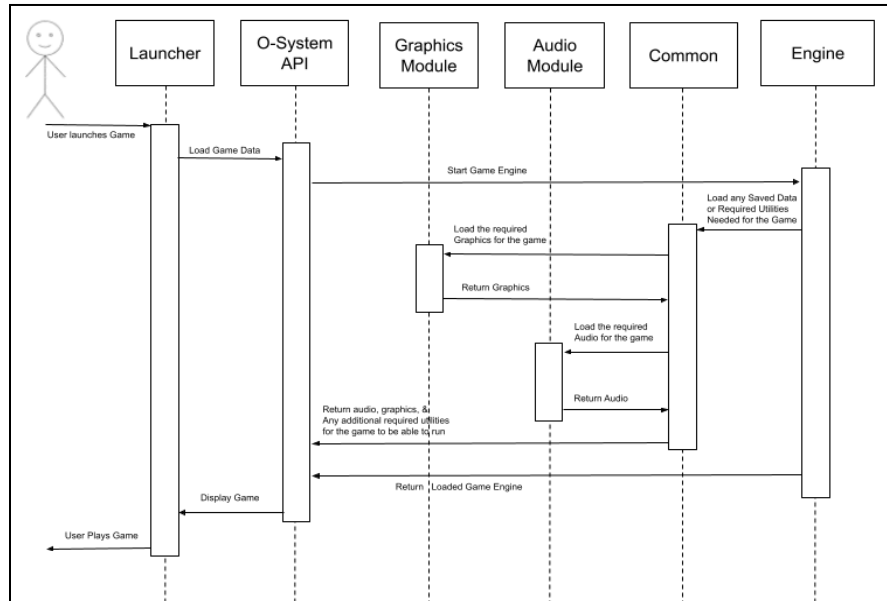 Launcher
O-System
API
Graphics
Module
Audio
Module
Common
Engine
User launches Game
Load Game Data
Start Game Engine
Load any Saved Data
or Required Utilities
Needed for the Game
Load the required
Graphics for the game
Return Graphics
Load the required
Audio for the game
Return Audio
Return audio, graphics, &
Any additional required utilities
for the game to be able to run
Return Loaded Game Engine
Display Game
User Plays Game